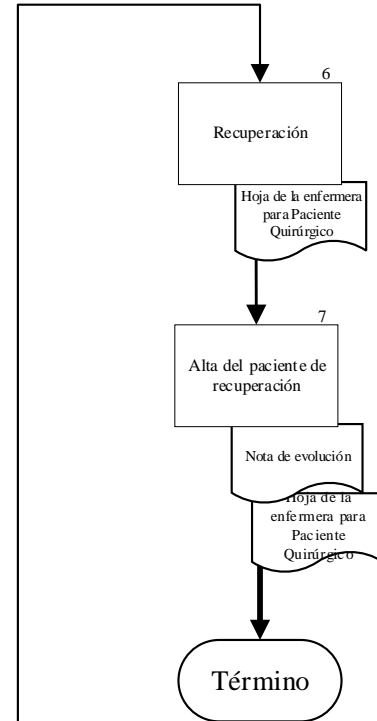 6
Recuperación
Hoja de la enfermera
para Paciente
Quirúrgico
7
Alta del paciente de
recuperación
Nota de evolución
Hoja de la
enfermera para
Paciente
Quirúrgico
Término